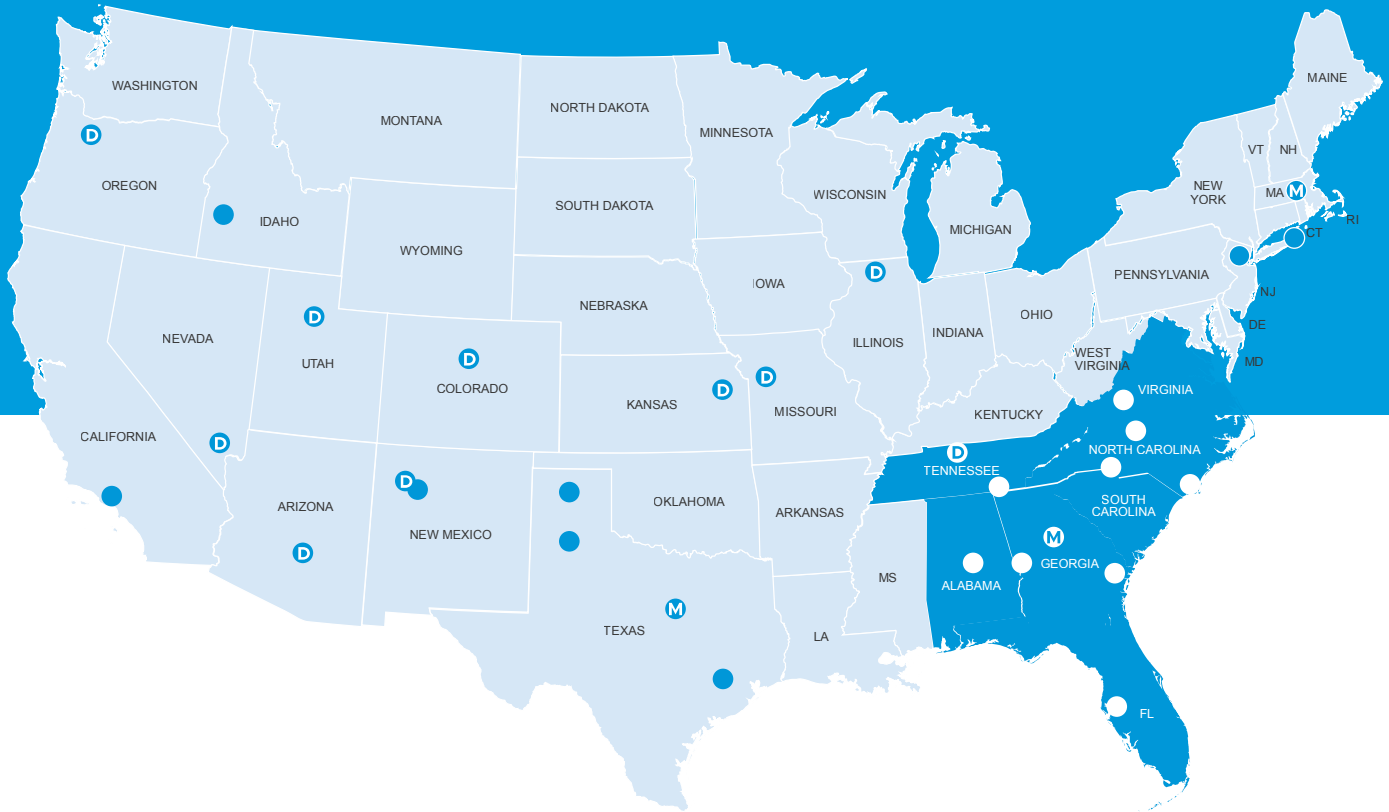 WASHINGTON
MONTANA
NORTH DAKOTA
MINNESOTA
MAINE
VT
NH
D
OREGON
IDAHO
SOUTH DAKOTA
WISCONSIN
MICHIGAN
NEW
YORK
MA
M
RI
CT
WYOMING
IOWA
D
PENNSYLVANIA
NJ
NEBRASKA
OHIO
INDIANA
DE
D
NEVADA
UTAH
ILLINOIS
WEST
VIRGINIA
MD
D
COLORADO
D
KANSAS
D
MISSOURI
KENTUCKY
VIRGINIA
CALIFORNIA
D
D
TENNESSEE
NORTH CAROLINA
D
ARIZONA
D
NEW MEXICO
OKLAHOMA
ARKANSAS
SOUTH
CAROLINA
M
GEORGIA
ALABAMA
MS
M
TEXAS
LA
FL